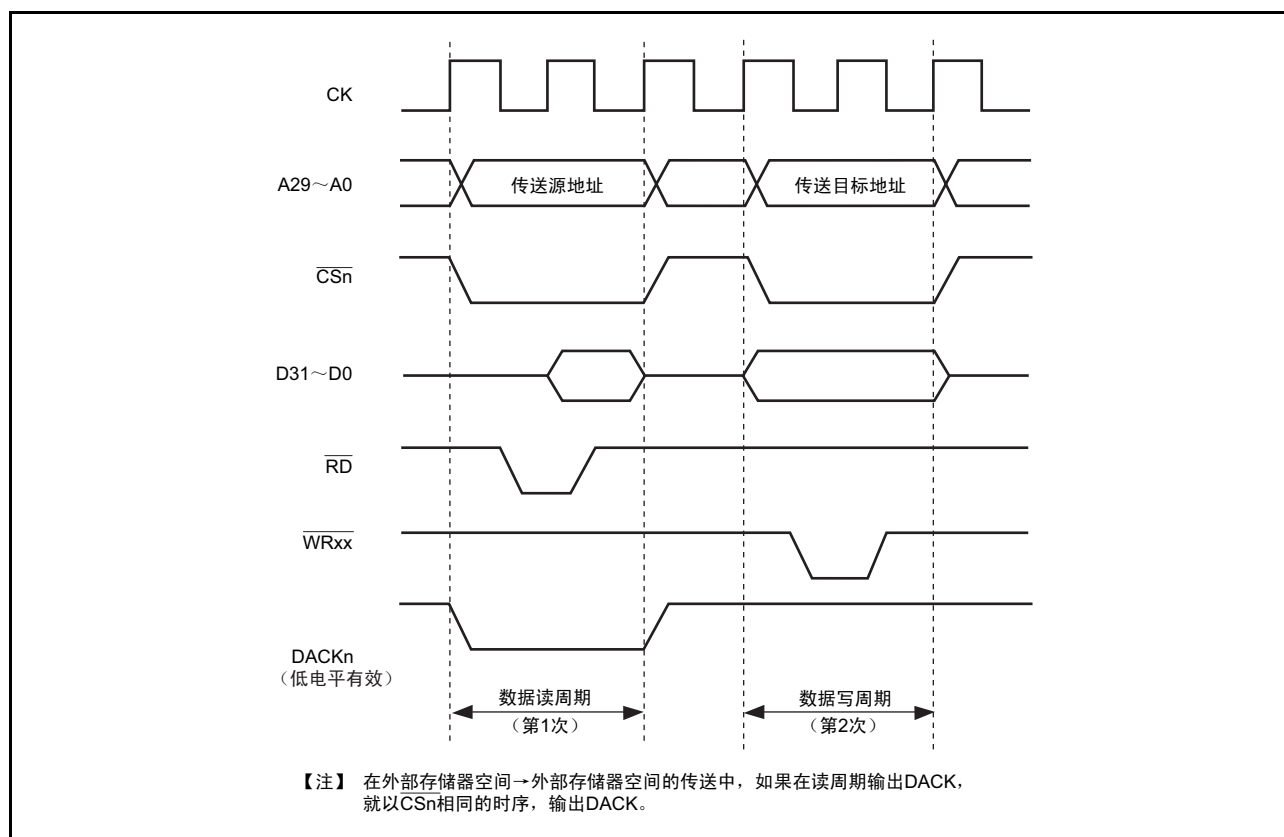 CK
A29～A0
传送源地址
传送目标地址
CSn
D31～D0
RD
WRxx
DACKn
（低电平有效）
数据读周期
（第1次）
数据写周期
（第2次）
【注】 在外部存储器空间→外部存储器空间的传送中，如果在读周期输出DACK，
就以CSn相同的时序，输出DACK。